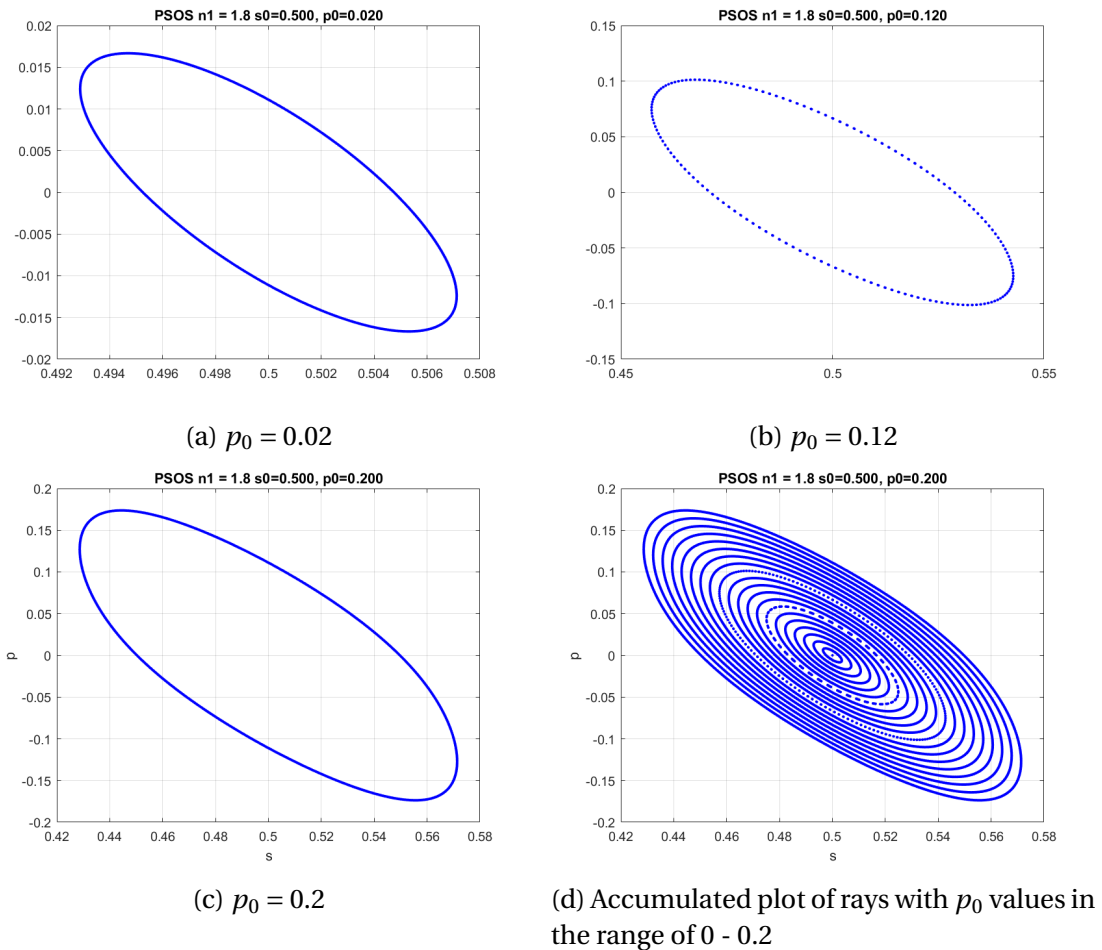 PSOS n1 = 1.8 s0=0.500, p0=0.020
0.02
0.015
0.01
0.005
0
-0.005
-0.01
-0.015
-0.02
0.492 0.494 0.496 0.498 0.5 0.502 0.504 0.506 0.508
(a) p₀ = 0.02
PSOS n1 = 1.8 s0=0.500, p0=0.120
0.15
0.1
0.05
0
-0.05
-0.1
-0.15
0.45 0.5 0.55
(b) p₀ = 0.12
PSOS n1 = 1.8 s0=0.500, p0=0.200
0.2
0.15
0.1
0.05
0
-0.05
-0.1
-0.15
-0.2
p
0.42 0.44 0.46 0.48 0.5 0.52 0.54 0.56 0.58
s
(c) p₀ = 0.2
PSOS n1 = 1.8 s0=0.500, p0=0.200
0.2
0.15
0.1
0.05
0
-0.05
-0.1
-0.15
-0.2
p
0.42 0.44 0.46 0.48 0.5 0.52 0.54 0.56 0.58
s
(d) Accumulated plot of rays with p₀ values in
the range of 0 - 0.2